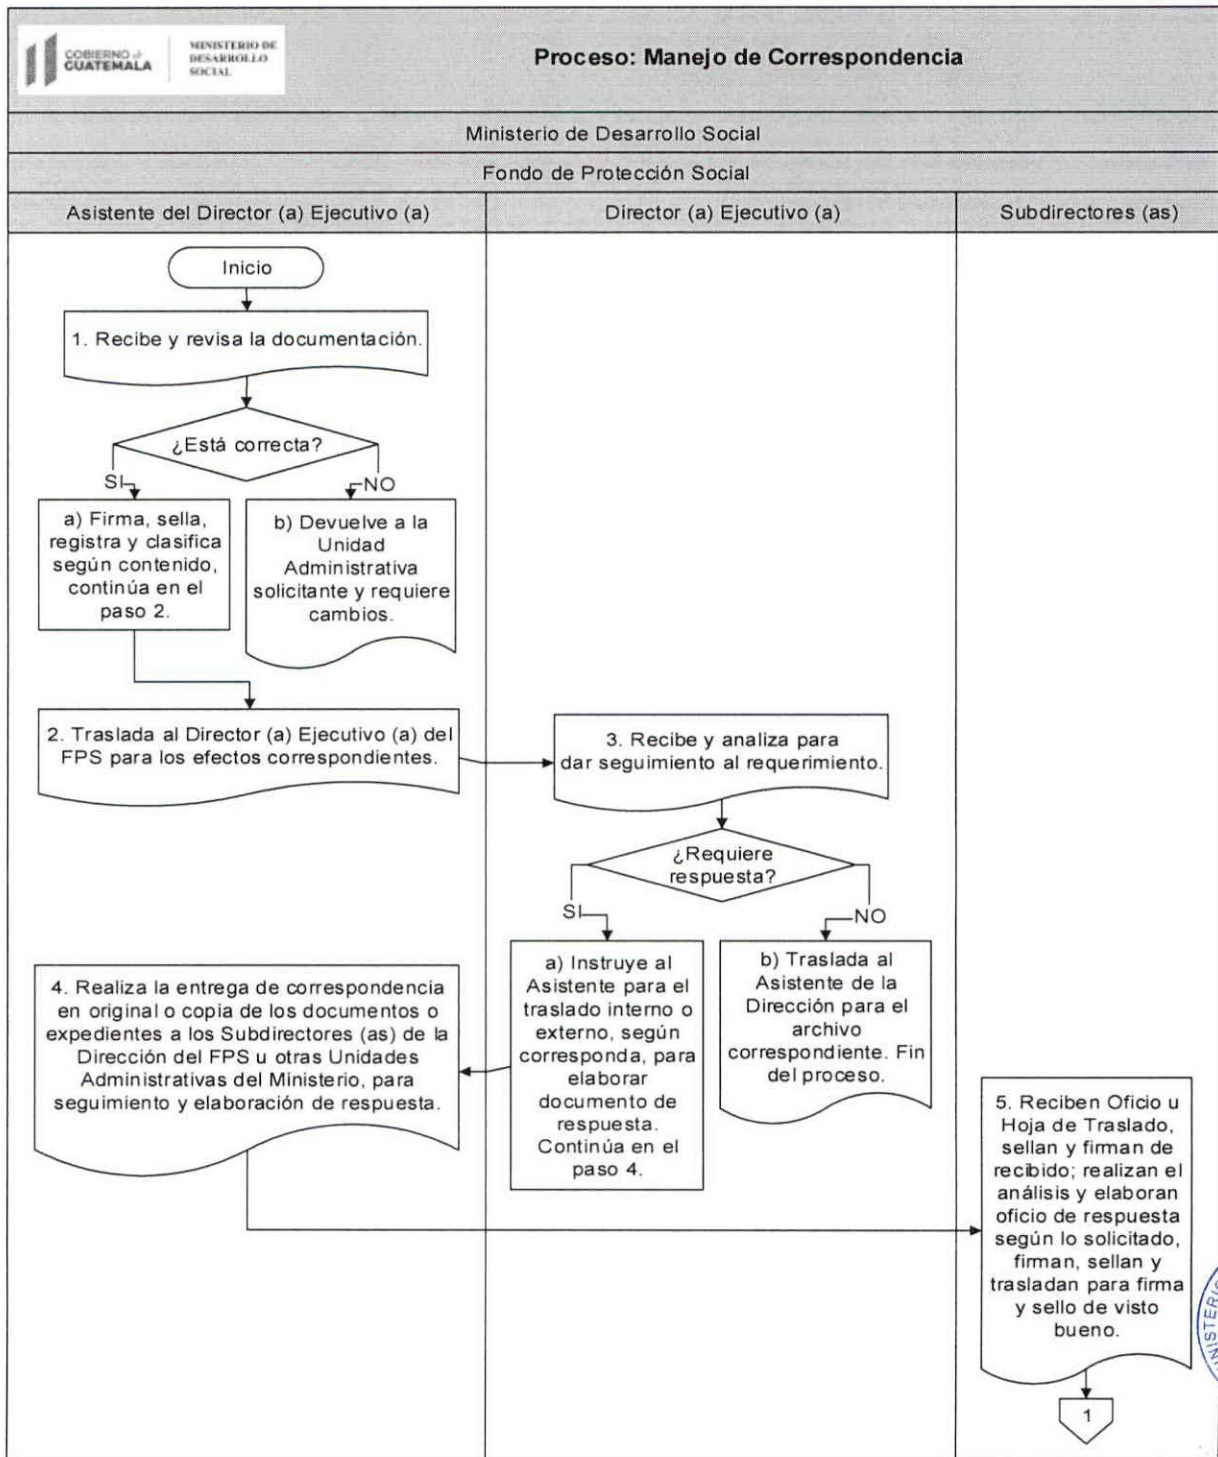 GOBIERNO de
GUATEMALA
MINISTERIO DE
DESARROLLO
SOCIAL
Proceso: Manejo de Correspondencia
Ministerio de Desarrollo Social
Fondo de Protección Social
Asistente del Director (a) Ejecutivo (a)
Director (a) Ejecutivo (a)
Subdirectores (as)
Inicio
1. Recibe y revisa la documentación.
¿Está correcta?
SI
NO
a) Firma, sella,
registra y clasifica
según contenido,
continúa en el
paso 2.
b) Devuelve a la
Unidad
Administrativa
solicitante y requiere
cambios.
2. Traslada al Director (a) Ejecutivo (a) del
FPS para los efectos correspondientes.
3. Recibe y analiza para
dar seguimiento al requerimiento.
¿Requiere
respuesta?
SI
NO
a) Instruye al
Asistente para el
traslado interno o
externo, según
corresponda, para
elaborar
documento de
respuesta.
Continúa en el
paso 4.
b) Traslada al
Asistente de la
Dirección para el
archivo
correspondiente. Fin
del proceso.
4. Realiza la entrega de correspondencia
en original o copia de los documentos o
expedientes a los Subdirectores (as) de la
Dirección del FPS u otras Unidades
Administrativas del Ministerio, para
seguimiento y elaboración de respuesta.
5. Reciben Oficio u
Hoja de Traslado,
sellan y firman de
recibido; realizan el
análisis y elaboran
oficio de respuesta
según lo solicitado,
firman, sellan y
trasladan para firma
y sello de visto
bueno.
1